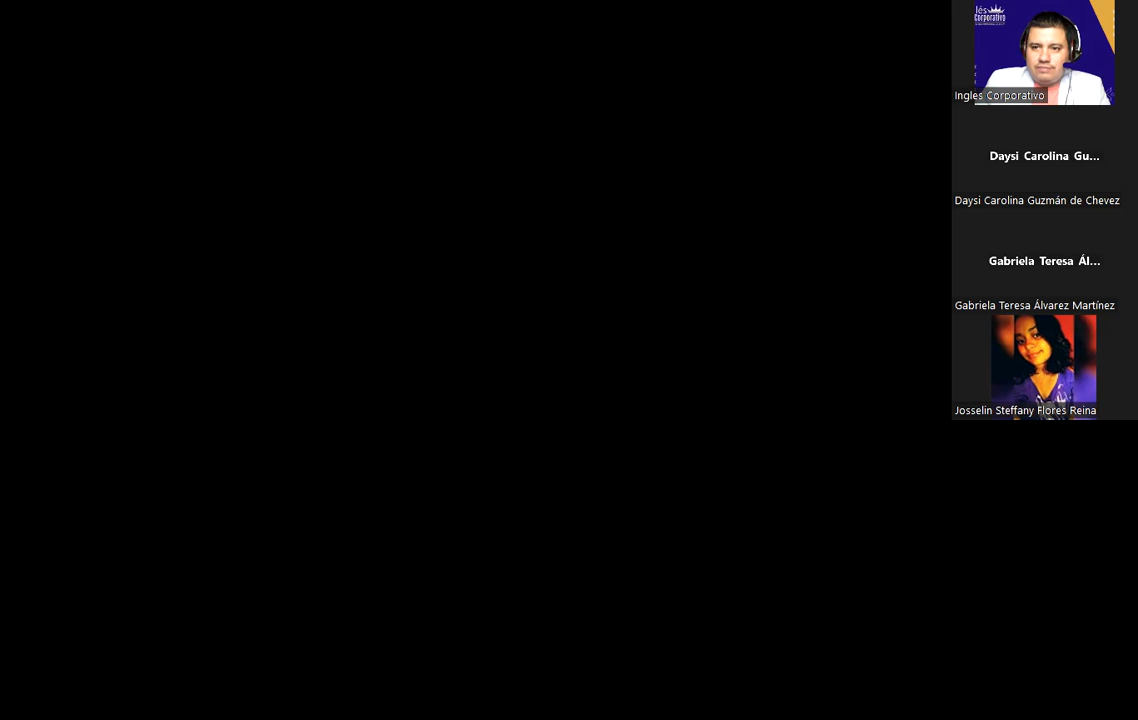 lés
Corporativo
Ingles Corporativo
Daysi Carolina Gu...
Daysi Carolina Guzmán de Chevez
Gabriela Teresa Ál...
Gabriela Teresa Álvarez Martínez
Josselin Steffany Flores Reina